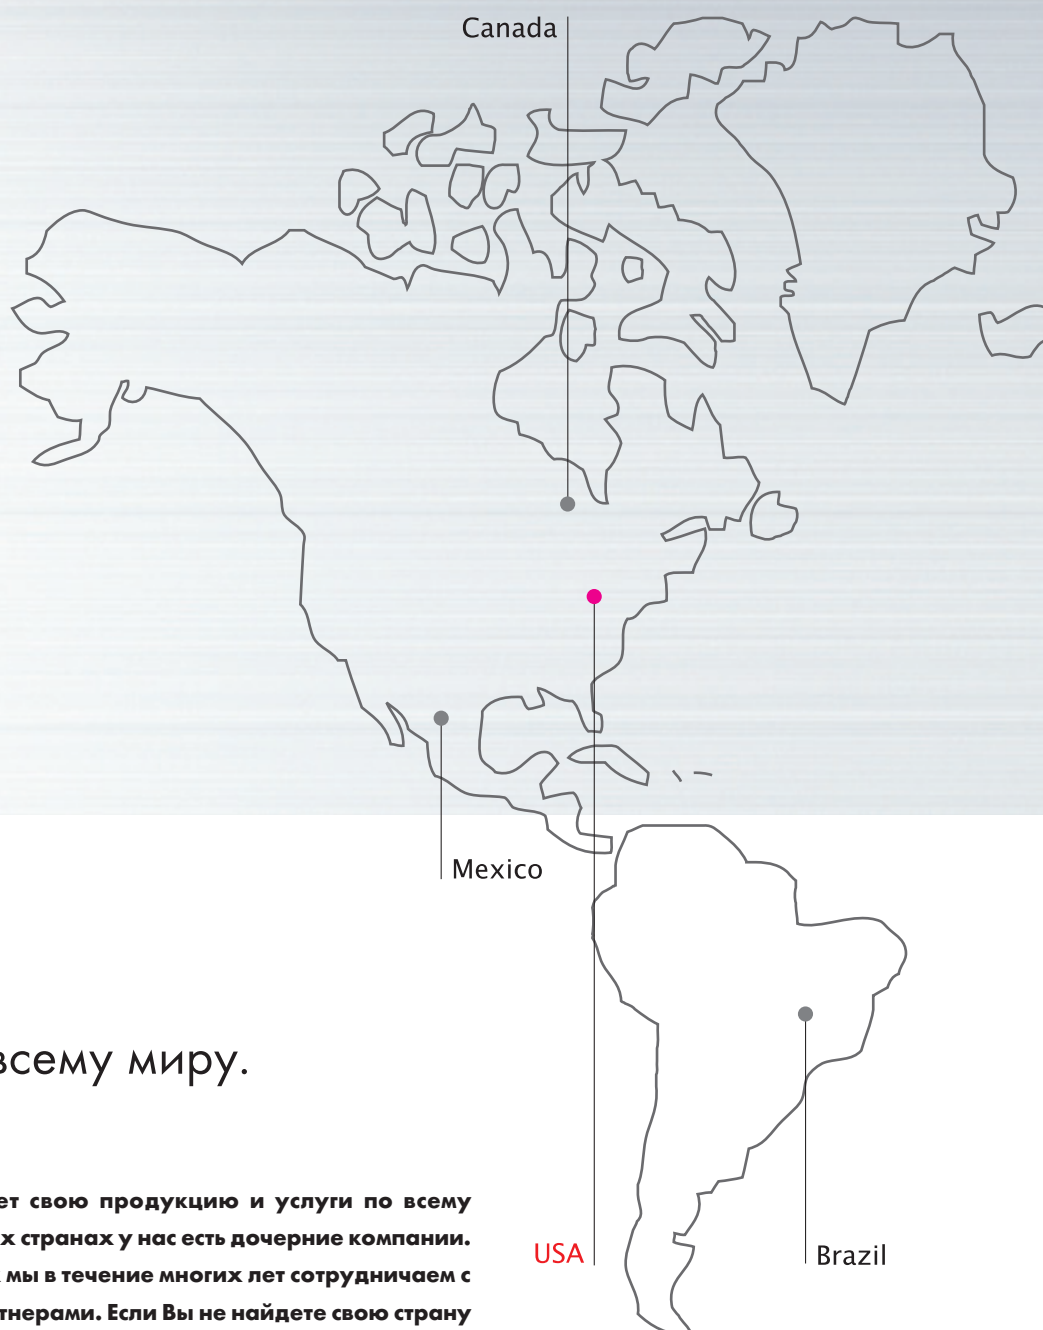 Canada
Mexico
всему миру.
ет свою продукцию и услуги по всему
х странах у нас есть дочерние компании.
мы в течение многих лет сотрудничаем с
тнерами. Если Вы не найдете свою страну
USA
Brazil